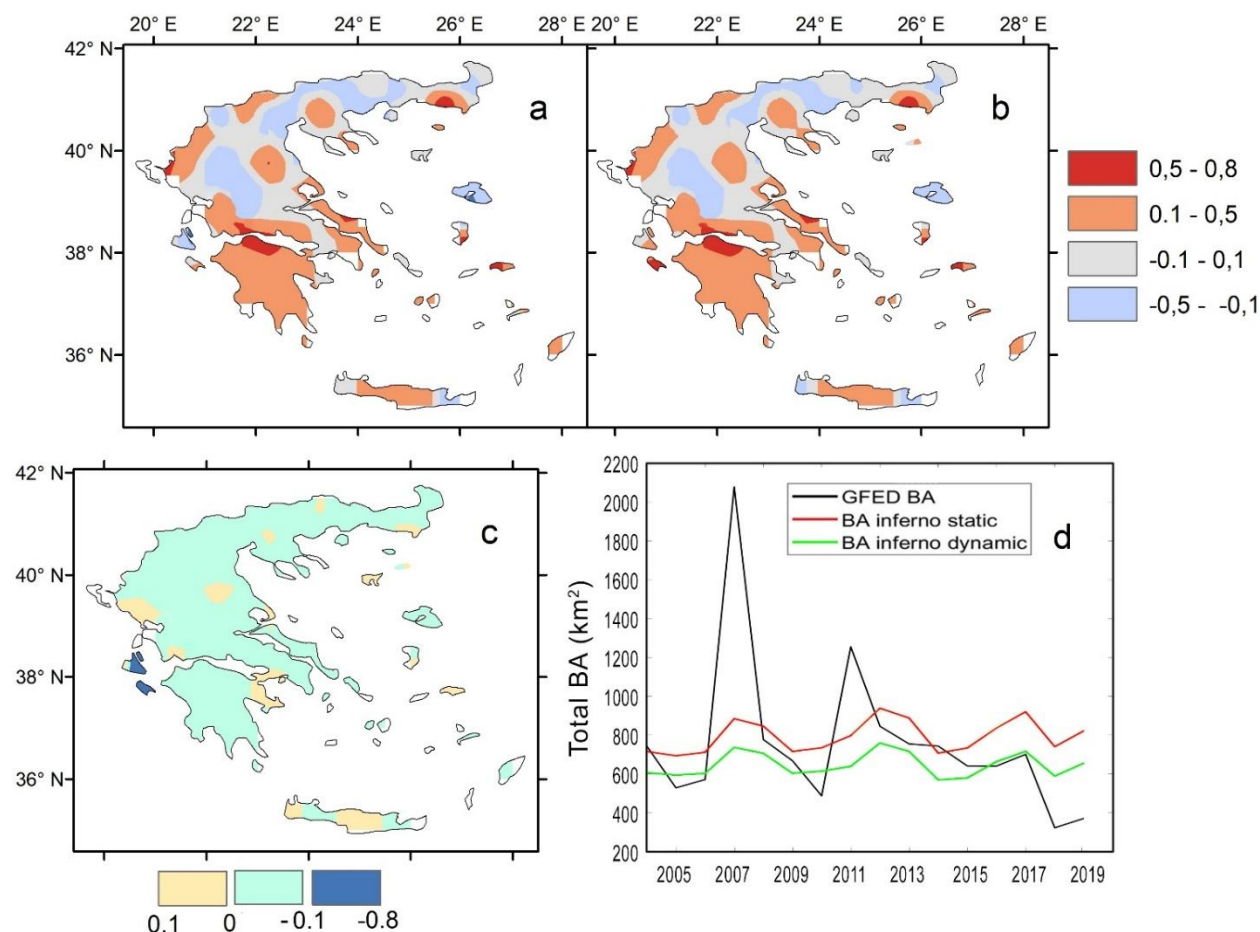 20° E 22° E 24° E 26° E 28° E 20° E 22° E 24° E 26° E 28° E
42° N
a b
40° N
38° N
36° N
0,5 - 0,8
0.1 - 0,5
-0.1 - 0,1
-0,5 - -0,1
42° N
c
40° N
38° N
36° N
0.1 0 -0.1 -0.8
2200
2000
1800
1600
1400
1200
1000
800
600
400
200
Total BA (km²)
GFED BA
BA inferno static
BA inferno dynamic
d
2005 2007 2009 2011 2013 2015 2017 2019